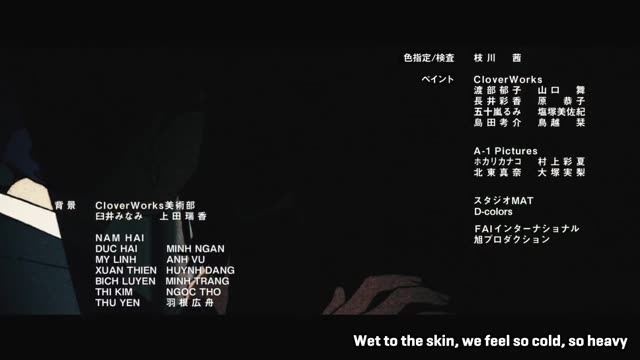 色指定/検査 枝川 茜
ペイント CloverWorks
渡部郁子 山口 舞
長井彩香 原 恭子
五十嵐るみ 塩塚美佐紀
島田考介 鳥越 栞
A-1 Pictures
ホカリカナコ 村上彩夏
北東真奈 大塚実梨
スタジオMAT
D-colors
FAIインターナショナル
旭プロダクション
背景 CloverWorks美術部
臼井みなみ 上田瑞香
NAM HAI
DUC HAI MINH NGAN
MY LINH ANH VU
XUAN THIEN HUYNH DANG
BICH LUYEN MINH TRANG
THI KIM NGOC THO
THU YEN 羽根広舟
Wet to the skin, we feel so cold, so heavy